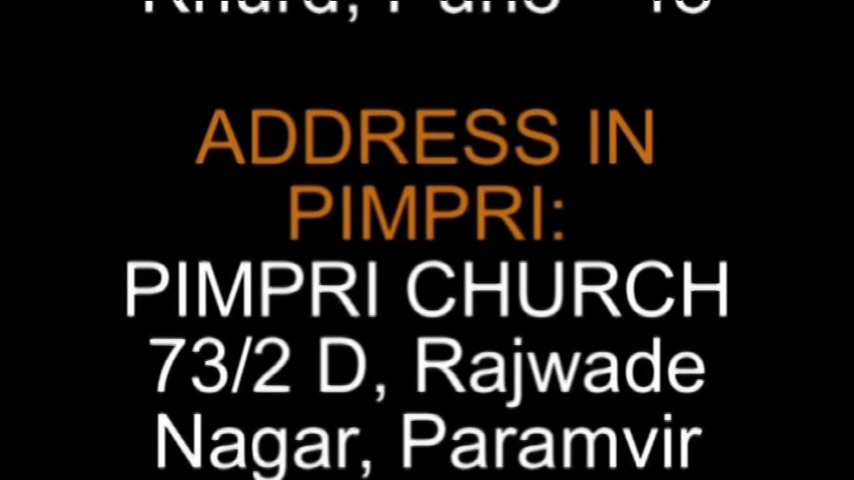 ADDRESS IN
PIMPRI:
PIMPRI CHURCH
73/2 D, Rajwade
Nagar, Paramvir